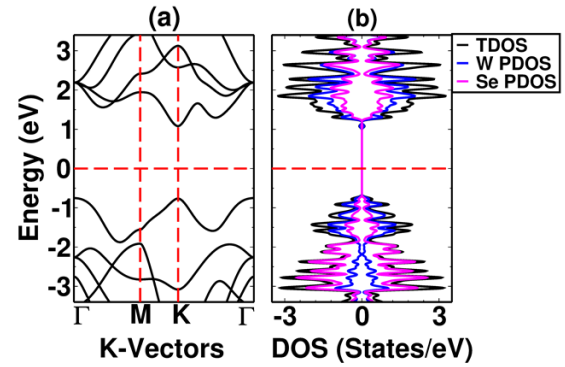 (a)
(b)
Energy (eV)
3
2
1
0
-1
-2
-3
Γ M K Γ
K-Vectors
-3 0 3
DOS (States/eV)
TDOS
W PDOS
Se PDOS